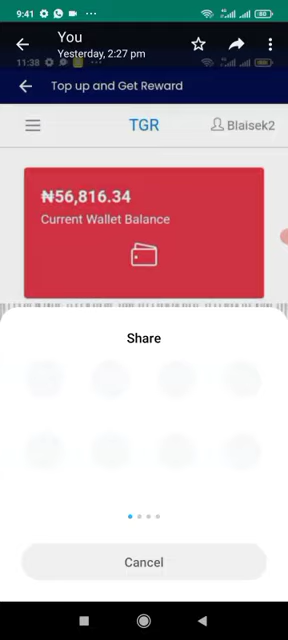 9:41
You
Yesterday, 2:27 pm
11:38
Top up and Get Reward
TGR
Blaisek2
₦56,816.34
Current Wallet Balance
Share
Cancel